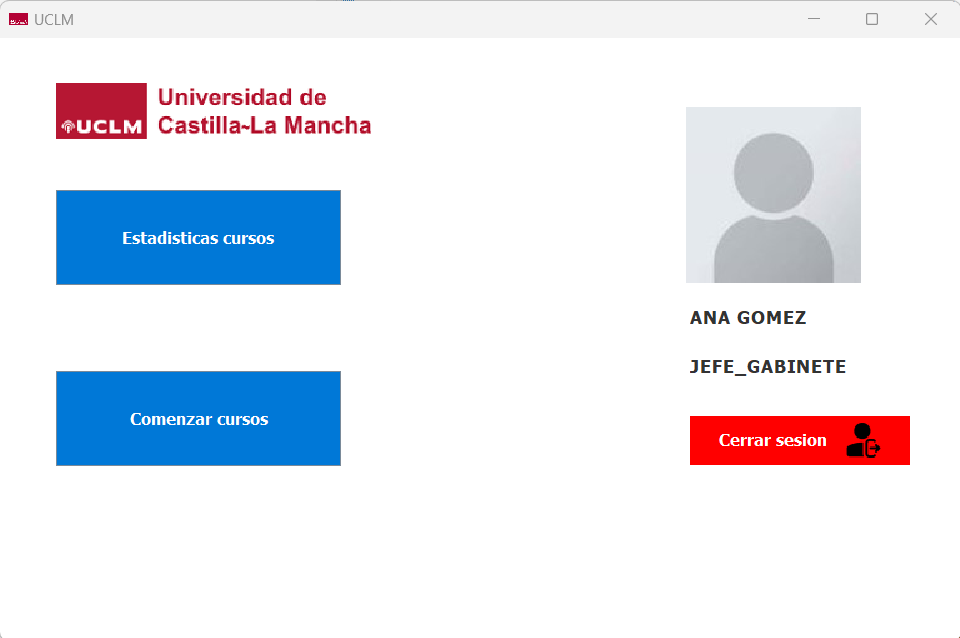 UCLM
UCLM
Universidad de
Castilla~La Mancha
Estadisticas cursos
Comenzar cursos
ANA GOMEZ
JEFE_GABINETE
Cerrar sesion